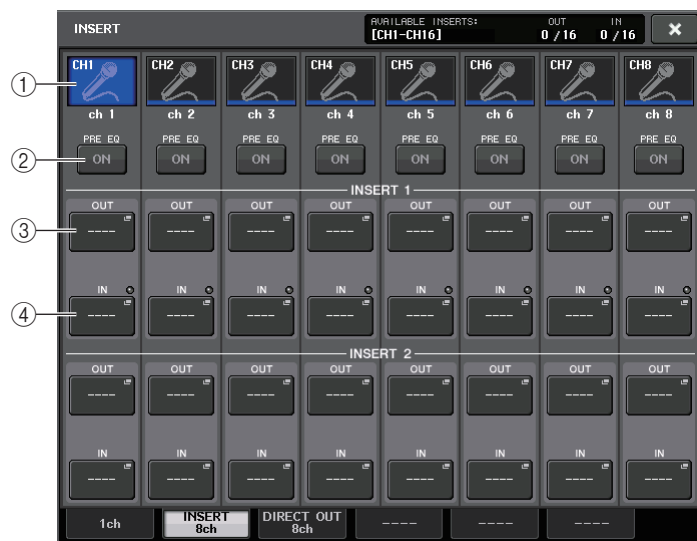 INSERT
AVAILABLE INSERTS: OUT IN
[CH1-CH16] 0 /16 0 /16
CH1 CH2 CH3 CH4 CH5 CH6 CH7 CH8
1
ch 1 ch 2 ch 3 ch 4 ch 5 ch 6 ch 7 ch 8
PRE EQ PRE EQ PRE EQ PRE EQ PRE EQ PRE EQ PRE EQ PRE EQ
2 ON ON ON ON ON ON ON ON
INSERT 1
OUT OUT OUT OUT OUT OUT OUT OUT
3 ---- ---- ---- ---- ---- ---- ---- ----
IN IN IN IN IN IN IN IN
4 ---- ---- ---- ---- ---- ---- ---- ----
INSERT 2
OUT OUT OUT OUT OUT OUT OUT OUT
---- ---- ---- ---- ---- ---- ---- ----
IN IN IN IN IN IN IN IN
---- ---- ---- ---- ---- ---- ---- ----
1ch INSERT 8ch DIRECT OUT 8ch ---- ---- ----